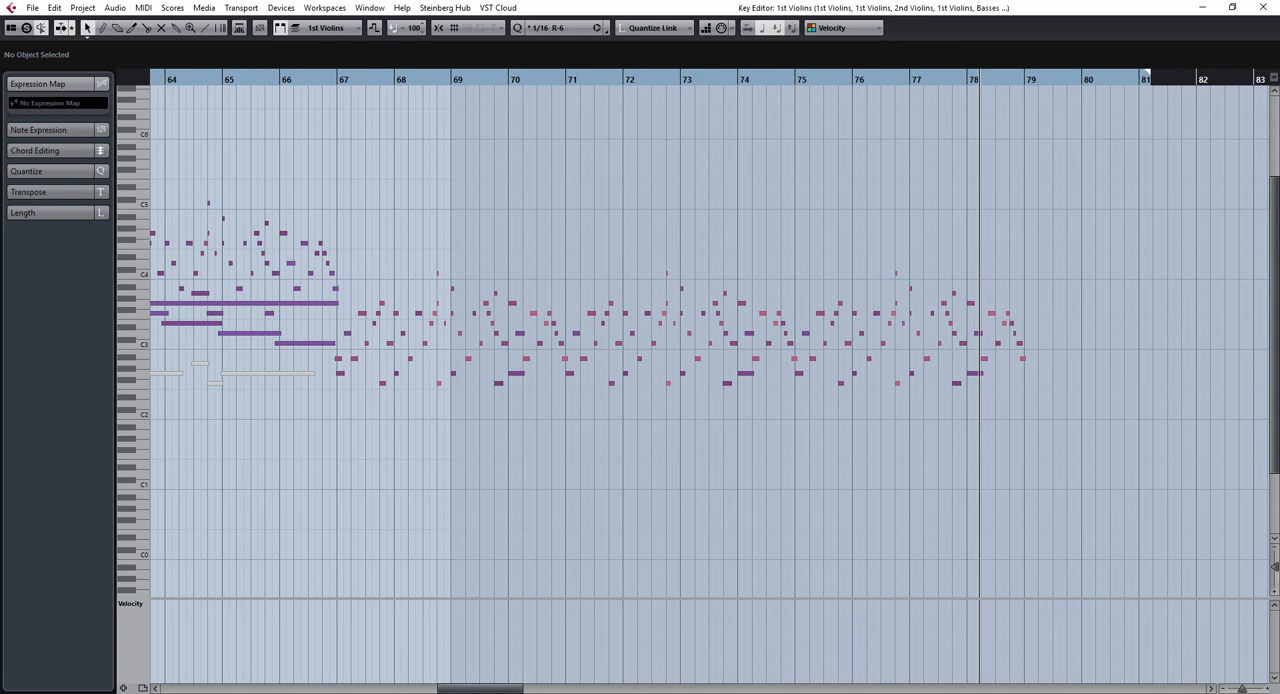 File Edit Project Audio MIDI Scores Media Transport Devices Workspaces Window Help Steinberg Hub VST Cloud
Key Editor: 1st Violins (1st Violins, 1st Violins, 2nd Violins, 1st Violins, Basses ...)
S 1st Violins 100 Q * 1/16 R-6 Quantize Link Velocity
No Object Selected
64 65 66 67 68 69 70 71 72 73 74 75 76 77 78 79 80 81 82 83
Expression Map
No Expression Map
Note Expression
Chord Editing
Quantize Q
Transpose T
Length L
C6
C5
C4
C3
C2
C1
C0
Velocity